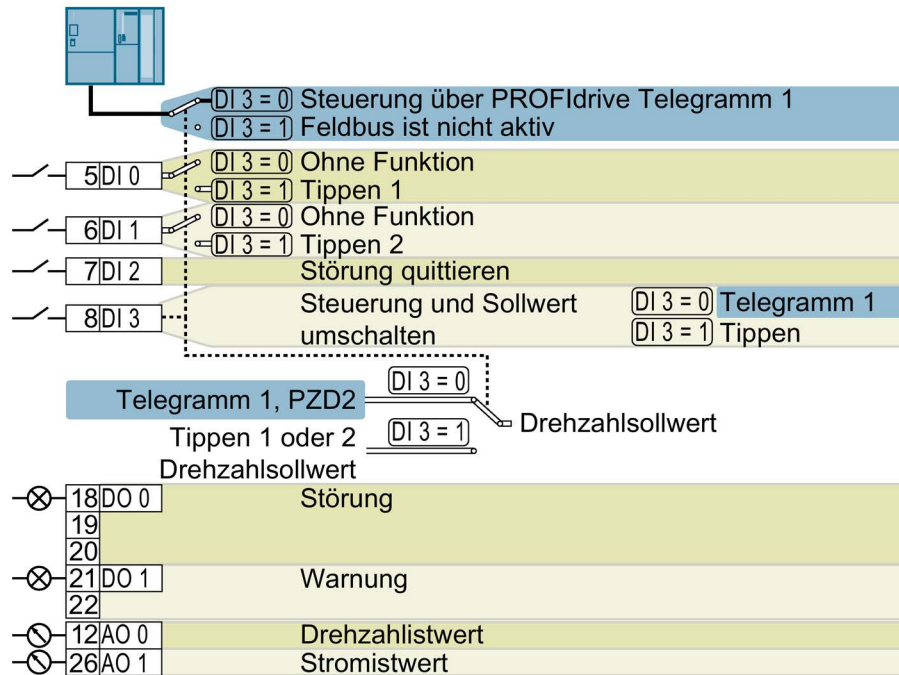 DI 3 = 0 Steuerung über PROFIdrive Telegramm 1
DI 3 = 1 Feldbus ist nicht aktiv
5 DI 0 DI 3 = 0 Ohne Funktion
DI 3 = 1 Tippen 1
6 DI 1 DI 3 = 0 Ohne Funktion
DI 3 = 1 Tippen 2
7 DI 2 Störung quittieren
8 DI 3 Steuerung und Sollwert umschalten DI 3 = 0 Telegramm 1
DI 3 = 1 Tippen
Telegramm 1, PZD2 DI 3 = 0
Drehzahlsollwert
Tippen 1 oder 2 DI 3 = 1
Drehzahlsollwert
18 DO 0 Störung
19
20
21 DO 1 Warnung
22
12 AO 0 Drehzahlistwert
26 AO 1 Stromistwert